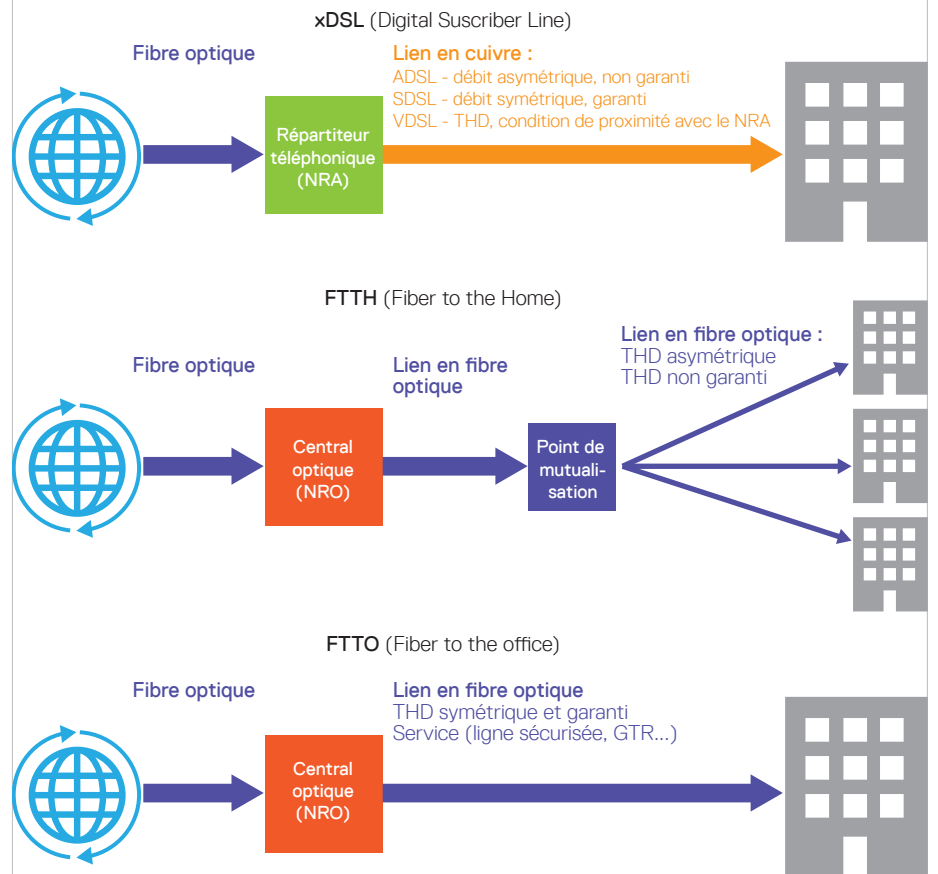 xDSL (Digital Suscriber Line)
Fibre optique
Lien en cuivre :
ADSL - débit asymétrique, non garanti
SDSL - débit symétrique, garanti
VDSL - THD, condition de proximité avec le NRA
Répartiteur
téléphonique
(NRA)
FTTH (Fiber to the Home)
Fibre optique
Lien en fibre
optique
Lien en fibre optique :
THD asymétrique
THD non garanti
Central
optique
(NRO)
Point de
mutuali-
sation
FTTO (Fiber to the office)
Fibre optique
Lien en fibre optique
THD symétrique et garanti
Service (ligne sécurisée, GTR...)
Central
optique
(NRO)